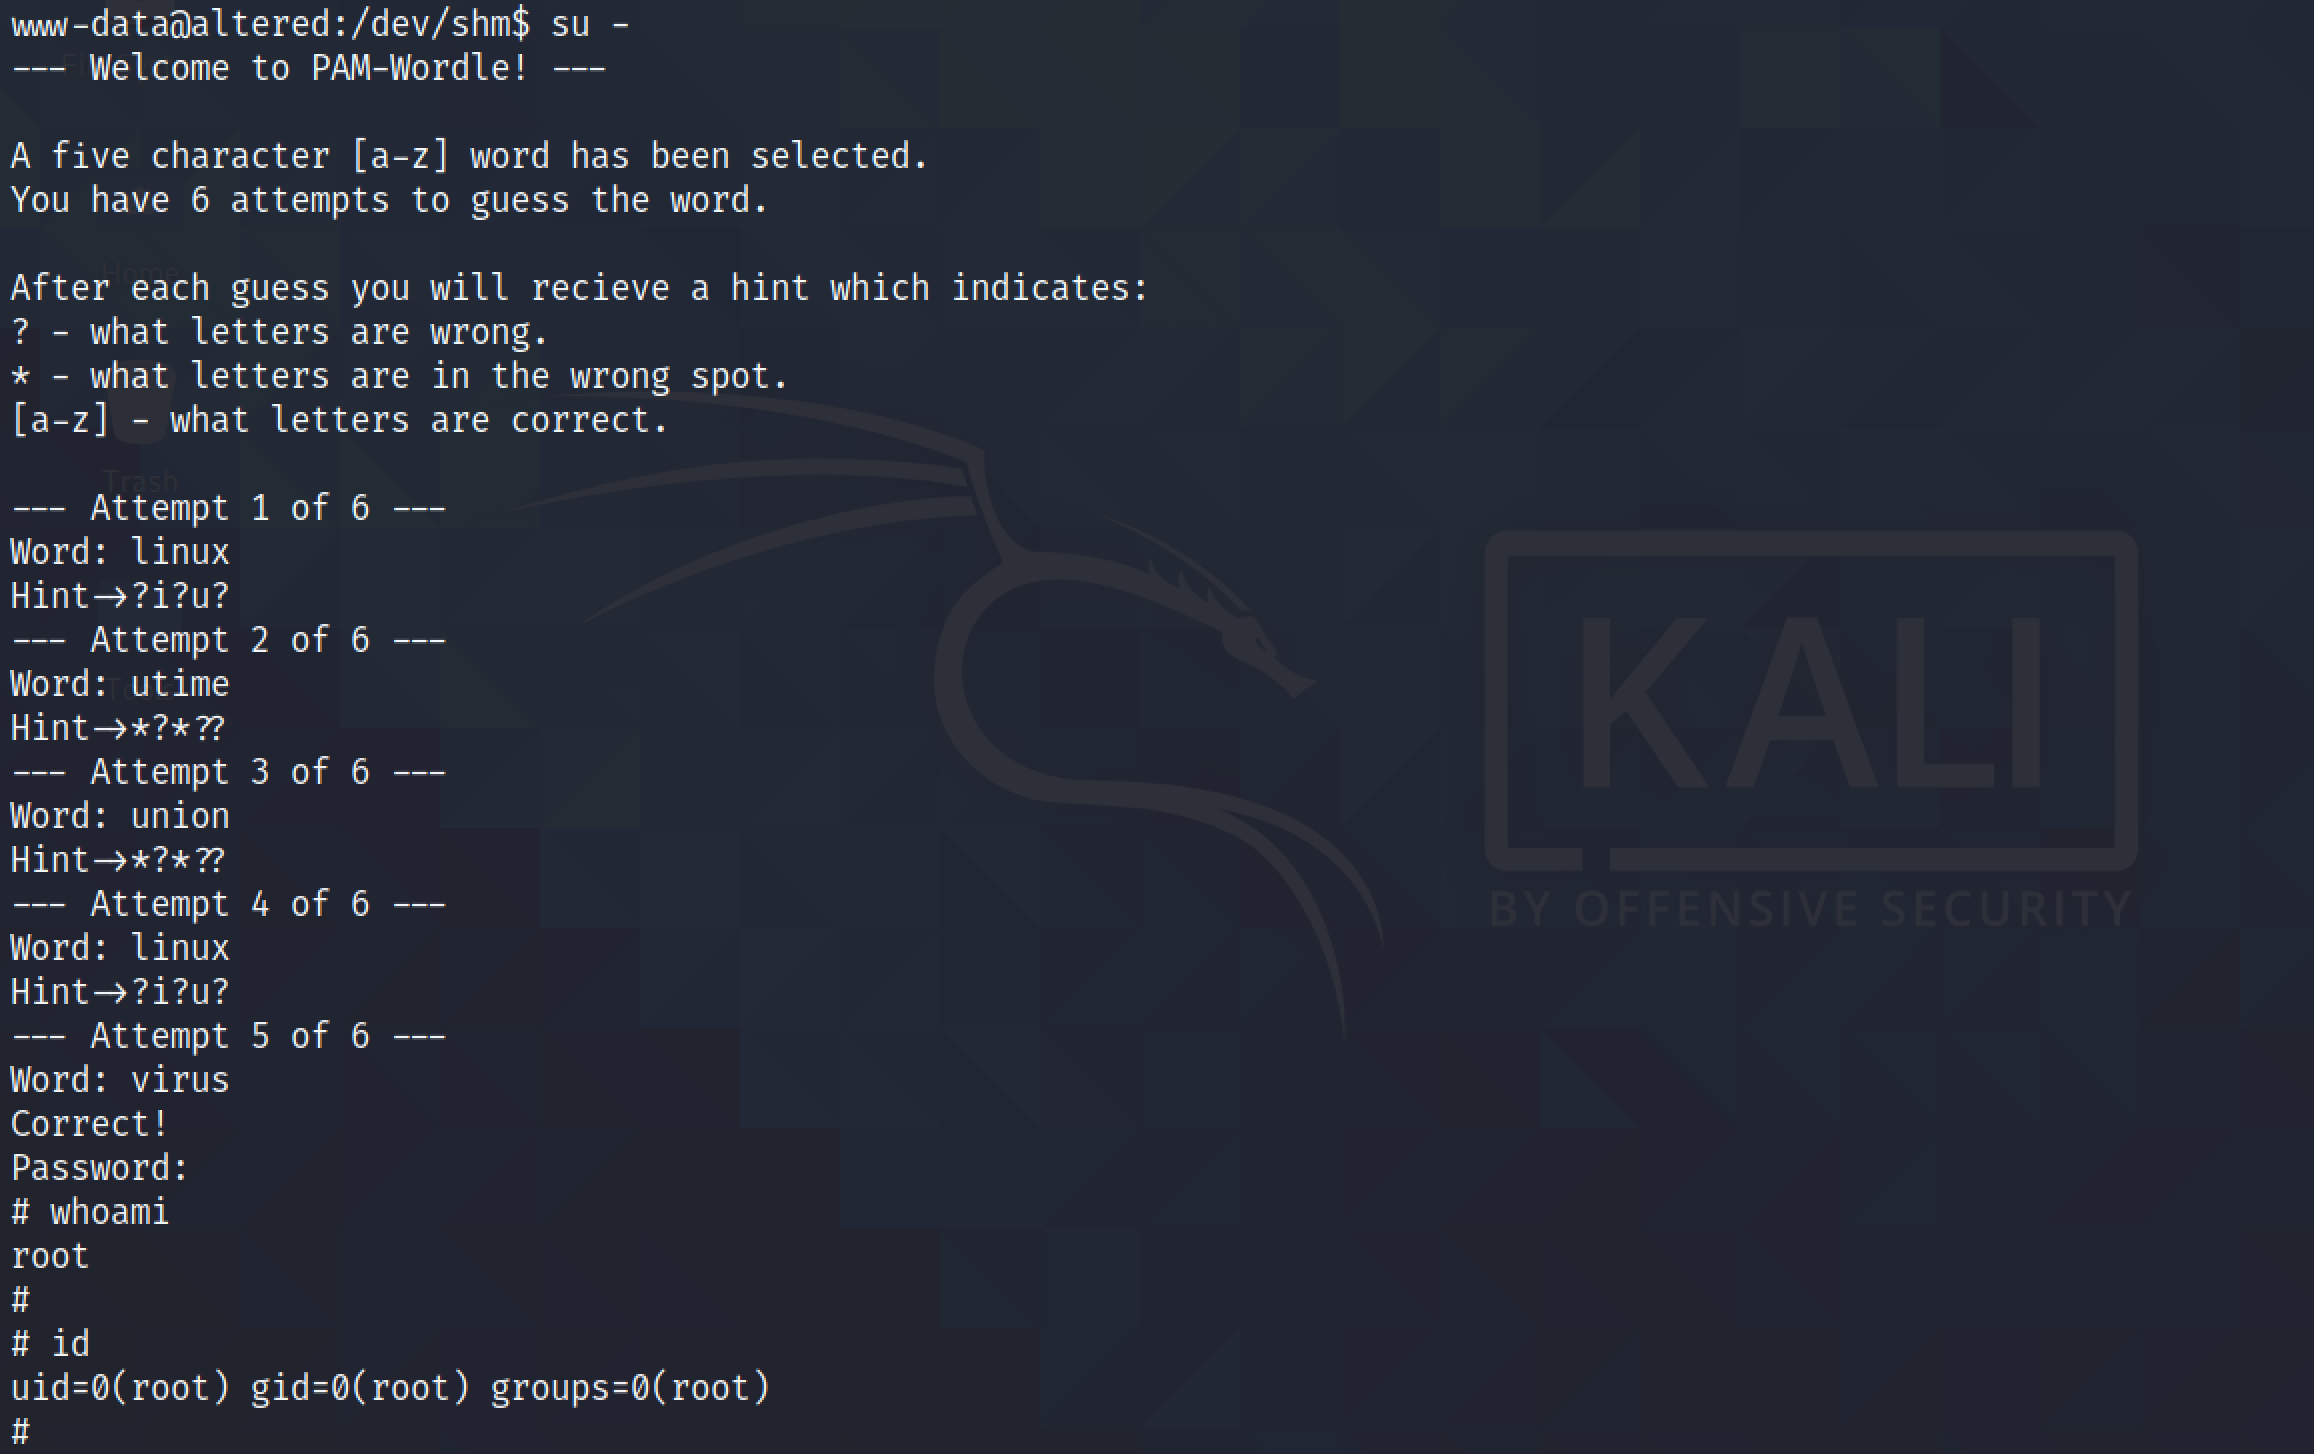 www-data@altered:/dev/shm$ su -
--- Welcome to PAM-Wordle! ---
A five character [a-z] word has been selected.
You have 6 attempts to guess the word.
Home
After each guess you will recieve a hint which indicates:
? - what letters are wrong.
* - what letters are in the wrong spot.
[a-z] - what letters are correct.
Trash
--- Attempt 1 of 6 ---
Word: linux
Hint->?i?u?
--- Attempt 2 of 6 ---
Word: utime
Hint->*?*??
--- Attempt 3 of 6 ---
Word: union
Hint->*?*??
--- Attempt 4 of 6 ---
Word: linux
Hint->?i?u?
--- Attempt 5 of 6 ---
Word: virus
Correct!
Password:
# whoami
root
#
# id
uid=0(root) gid=0(root) groups=0(root)
#
KALI
BY OFFENSIVE SECURITY